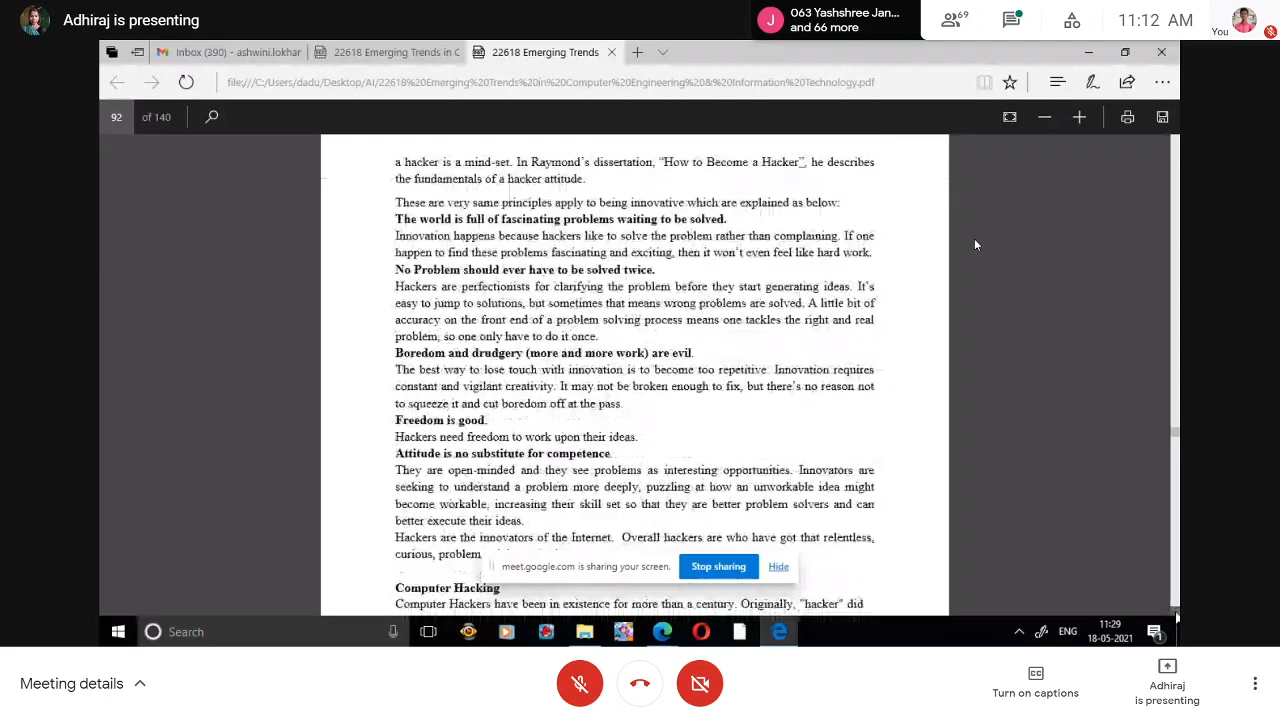 Adhiraj is presenting
J
063 Yashshree Jan...
and 66 more
69
11:12 AM
You
Inbox (390) - ashwini.lokhar
22618 Emerging Trends in C
22618 Emerging Trends
file:///C:/Users/dadu/Desktop/AI/22618%20Emerging%20Trends%20in%20Computer%20Engineering%20&%20Information%20Technology.pdf
92 of 140
a hacker is a mind-set. In Raymond's dissertation, "How to Become a Hacker", he describes
the fundamentals of a hacker attitude.
These are very same principles apply to being innovative which are explained as below:
The world is full of fascinating problems waiting to be solved.
Innovation happens because hackers like to solve the problem rather than complaining. If one
happen to find these problems fascinating and exciting, then it won't even feel like hard work.
No Problem should ever have to be solved twice.
Hackers are perfectionists for clarifying the problem before they start generating ideas. It's
easy to jump to solutions, but sometimes that means wrong problems are solved. A little bit of
accuracy on the front end of a problem solving process means one tackles the right and real
problem, so one only have to do it once.
Boredom and drudgery (more and more work) are evil.
The best way to lose touch with innovation is to become too repetitive. Innovation requires
constant and vigilant creativity. It may not be broken enough to fix, but there's no reason not
to squeeze it and cut boredom off at the pass.
Freedom is good.
Hackers need freedom to work upon their ideas.
Attitude is no substitute for competence
They are open-minded and they see problems as interesting opportunities. Innovators are
seeking to understand a problem more deeply, puzzling at how an unworkable idea might
become workable, increasing their skill set so that they are better problem solvers and can
better execute their ideas.
Hackers are the innovators of the Internet. Overall hackers are who have got that relentless,
curious, problem
meet.google.com is sharing your screen.
Stop sharing
Hide
Computer Hacking
Computer Hackers have been in existence for more than a century. Originally, "hacker" did
Search
ENG
11:29
18-05-2021
1
Meeting details
Turn on captions
Adhiraj
is presenting